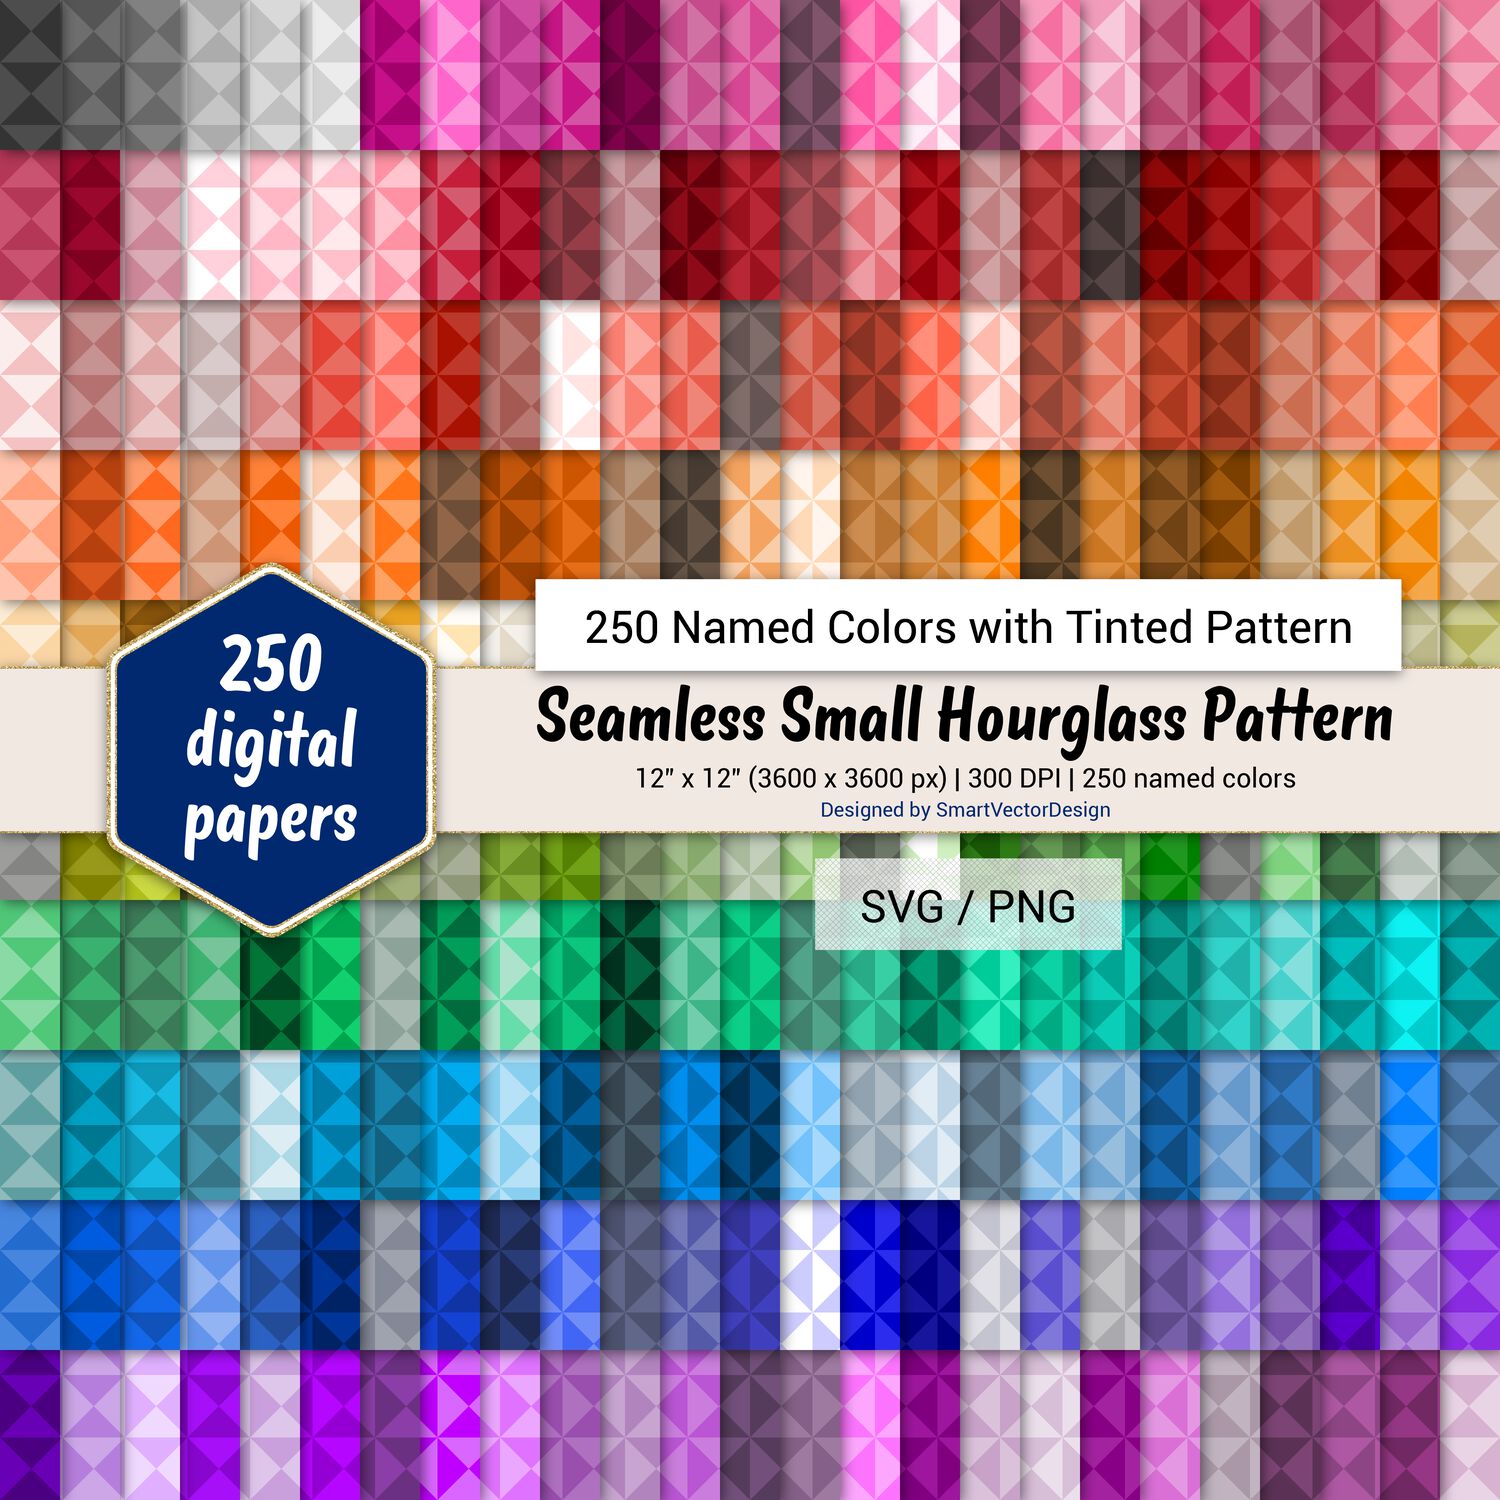 250 Named Colors with Tinted Pattern
250
digital
papers
Seamless Small Hourglass Pattern
12" x 12" (3600 x 3600 px) | 300 DPI | 250 named colors
Designed by SmartVectorDesign
SVG / PNG